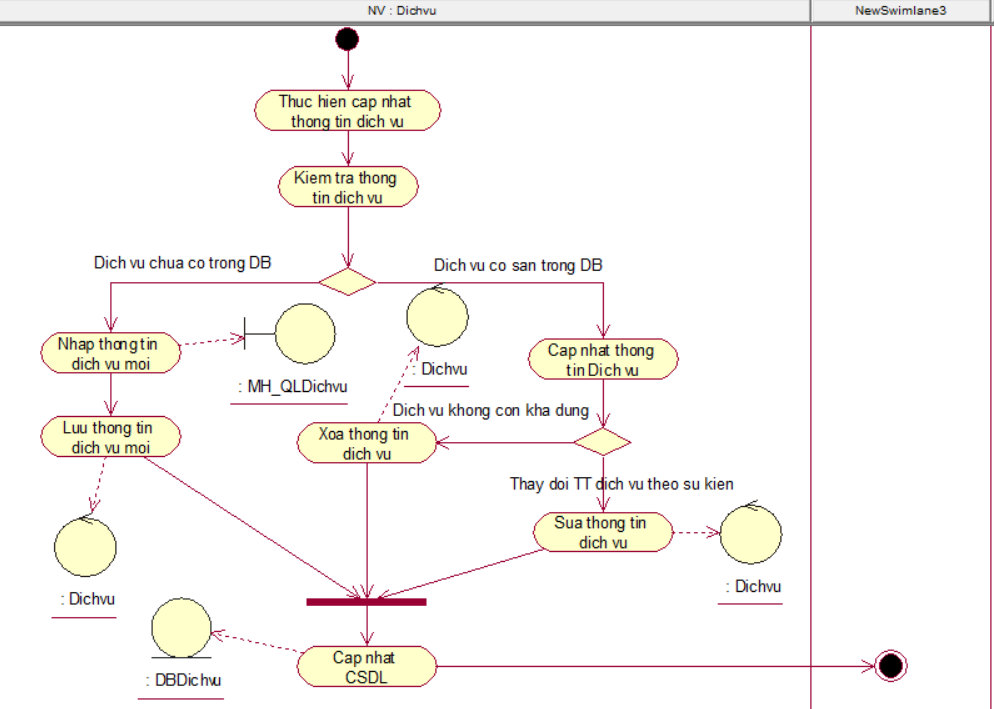 NV : Dichvu
NewSwimlane3
Thuc hien cap nhat
thong tin dich vu
Kiem tra thong
tin dich vu
Dich vu chua co trong DB
Dich vu co san trong DB
Nhap thong tin
dich vu moi
: MH_QLDichvu
: Dichvu
Cap nhat thong
tin Dich vu
Dich vu khong con kha dung
Luu thong tin
dich vu moi
Xoa thong tin
dich vu
Thay doi TT dich vu theo su kien
Sua thong tin
dich vu
: Dichvu
: Dichvu
Cap nhat
CSDL
: DBDichvu